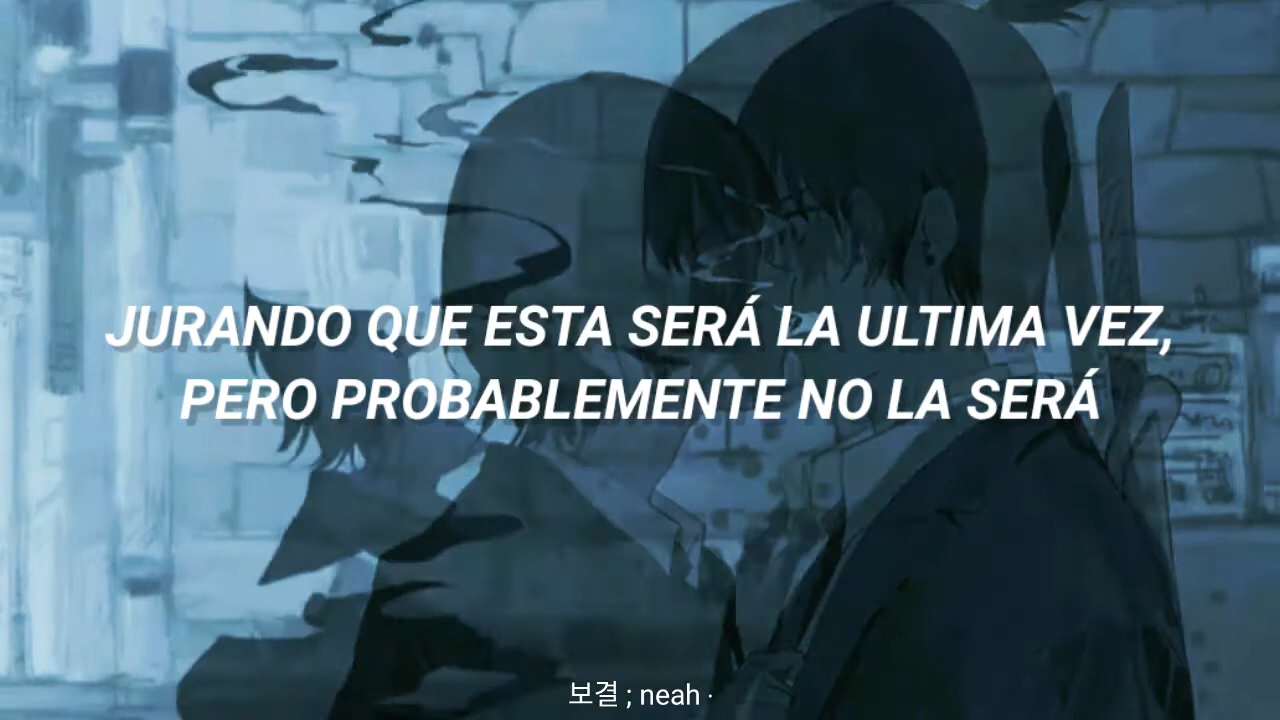 JURANDO QUE ESTA SERÁ LA ULTIMA VEZ,
PERO PROBABLEMENTE NO LA SERÁ
보결 ; neah ·